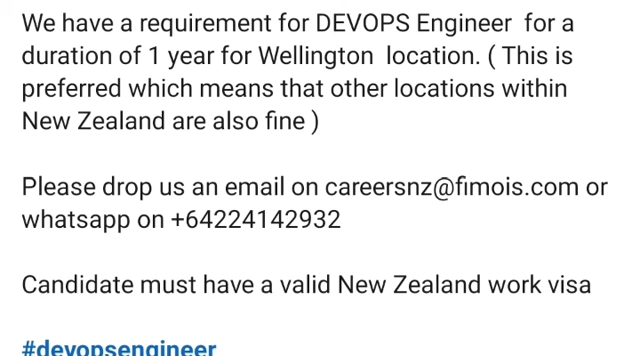 We have a requirement for DEVOPS Engineer  for a
duration of 1 year for Wellington  location. ( This is
preferred which means that other locations within
New Zealand are also fine )
Please drop us an email on careersnz@fimois.com or
whatsapp on +64224142932
Candidate must have a valid New Zealand work visa
#devopsengineer